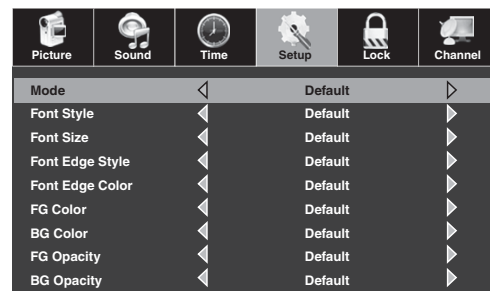 Picture Sound Time Setup Lock Channel
Mode Default
Font Style Default
Font Size Default
Font Edge Style Default
Font Edge Color Default
FG Color Default
BG Color Default
FG Opacity Default
BG Opacity Default